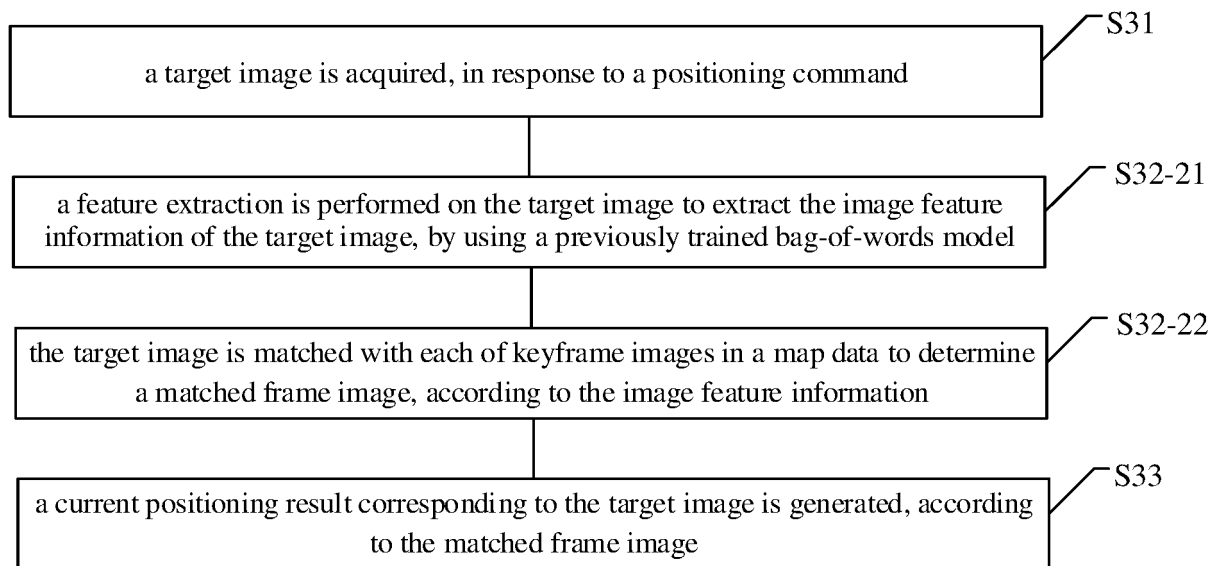 S31
a target image is acquired, in response to a positioning command
S32-21
a feature extraction is performed on the target image to extract the image feature
information of the target image, by using a previously trained bag-of-words model
S32-22
the target image is matched with each of keyframe images in a map data to determine
a matched frame image, according to the image feature information
S33
a current positioning result corresponding to the target image is generated, according
to the matched frame image